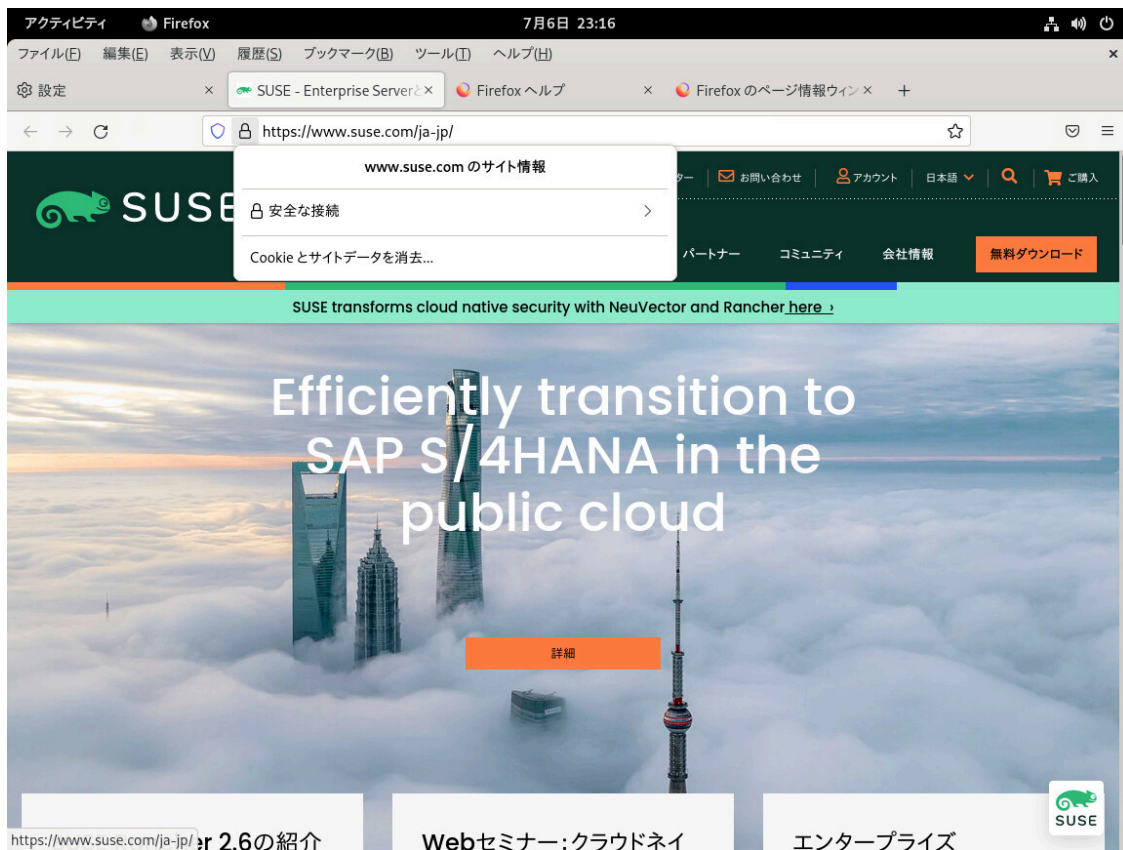 アクティビティ Firefox 7月6日 23:16
ファイル(F) 編集(E) 表示(V) 履歴(S) ブックマーク(B) ツール(T) ヘルプ(H) ×
設定 × SUSE - Enterprise Server × Firefox ヘルプ × Firefox のページ情報ウィン × +
https://www.suse.com/ja-jp/
www.suse.com のサイト情報
ター お問い合わせ アカウント 日本語 ご購入
SUSE
安全な接続
Cookie とサイトデータを消去...
パートナー コミュニティ 会社情報 無料ダウンロード
SUSE transforms cloud native security with NeuVector and Rancher here ›
Efficiently transition to
SAP S/4HANA in the
public cloud
詳細
SUSE
https://www.suse.com/ja-jp/ er 2.6の紹介 Webセミナー：クラウドネイ エンタープライズ